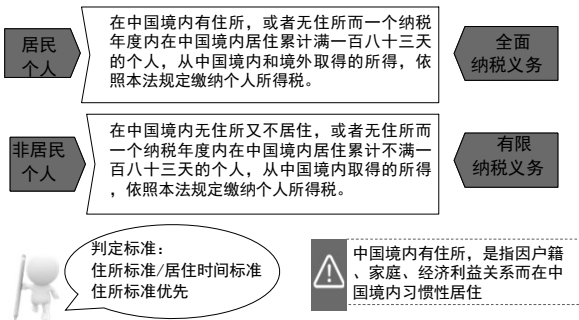 居民
个人
在中国境内有住所，或者无住所而一个纳税
年度内在中国境内居住累计满一百八十三天
的个人，从中国境内和境外取得的所得，依
照本法规定缴纳个人所得税。
全面
纳税义务
非居民
个人
在中国境内无住所又不居住，或者无住所而
一个纳税年度内在中国境内居住累计不满一
百八十三天的个人，从中国境内取得的所得
，依照本法规定缴纳个人所得税。
有限
纳税义务
判定标准：
住所标准/居住时间标准
住所标准优先
中国境内有住所，是指因户籍
、家庭、经济利益关系而在中
国境内习惯性居住